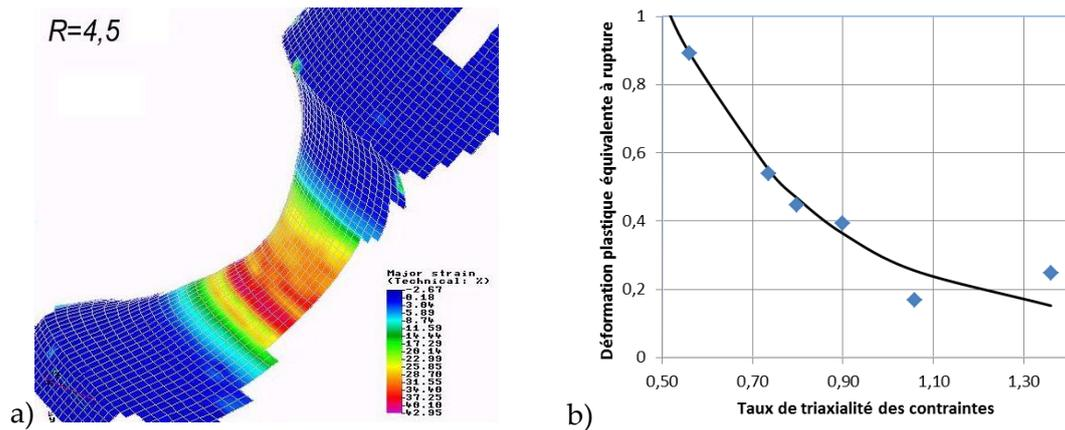 R=4,5
Major strain
(Technical: %)
-2.67
0.18
3.04
5.89
8.74
11.59
14.44
17.29
20.14
22.99
25.85
28.70
31.55
34.40
37.25
40.10
42.95
a)
Déformation plastique équivalente à rupture
1
0,8
0,6
0,4
0,2
0
0,50 0,70 0,90 1,10 1,30
Taux de triaxialité des contraintes
b)